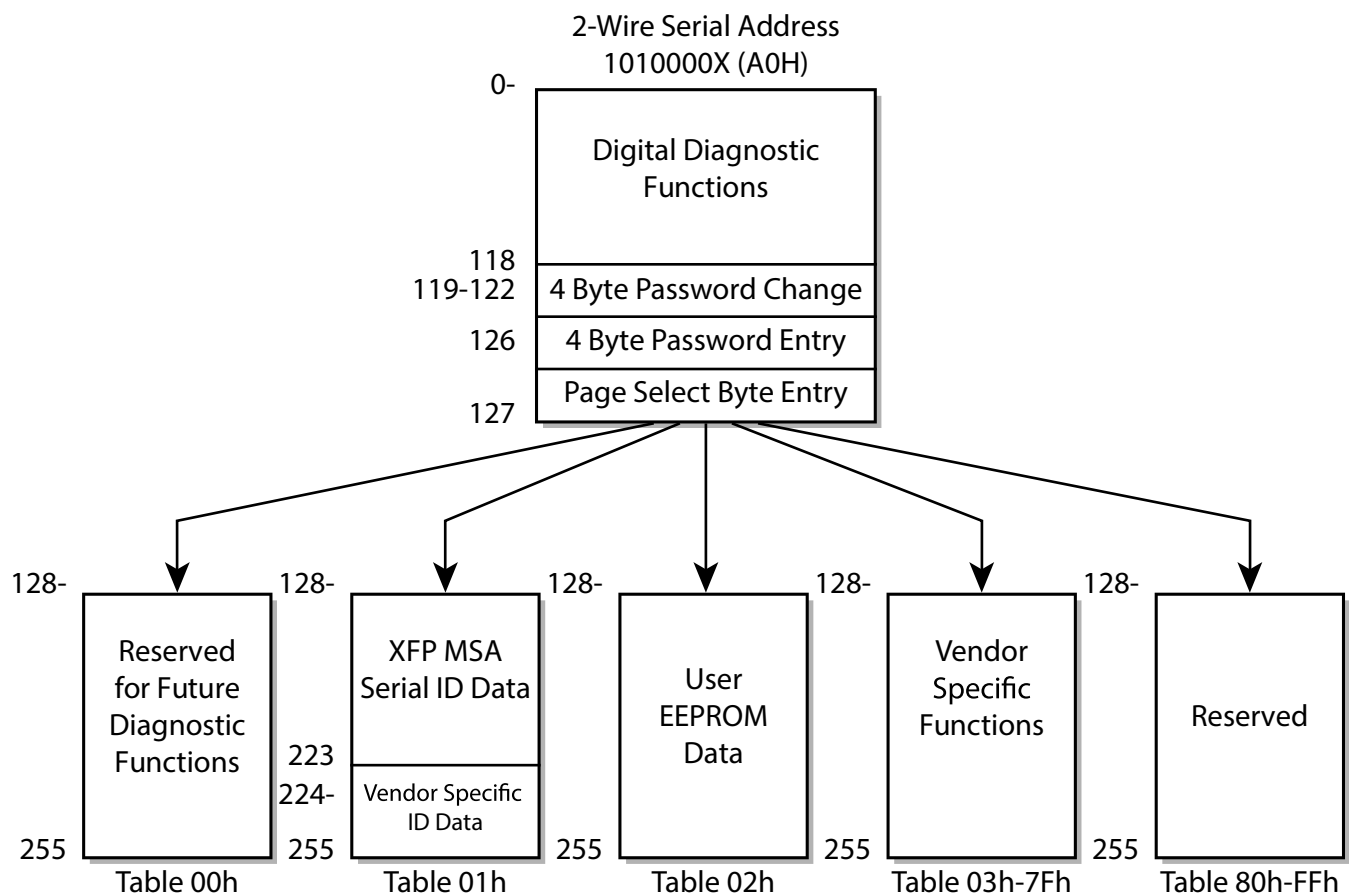 2-Wire Serial Address
1010000X (A0H)
0-
Digital Diagnostic
Functions
118
119-122
4 Byte Password Change
126
4 Byte Password Entry
Page Select Byte Entry
127
128-
Reserved
for Future
Diagnostic
Functions
255
Table 00h
128-
XFP MSA
Serial ID Data
223
224-
Vendor Specific
ID Data
255
Table 01h
128-
User
EEPROM
Data
255
Table 02h
128-
Vendor
Specific
Functions
255
Table 03h-7Fh
128-
Reserved
255
Table 80h-FFh